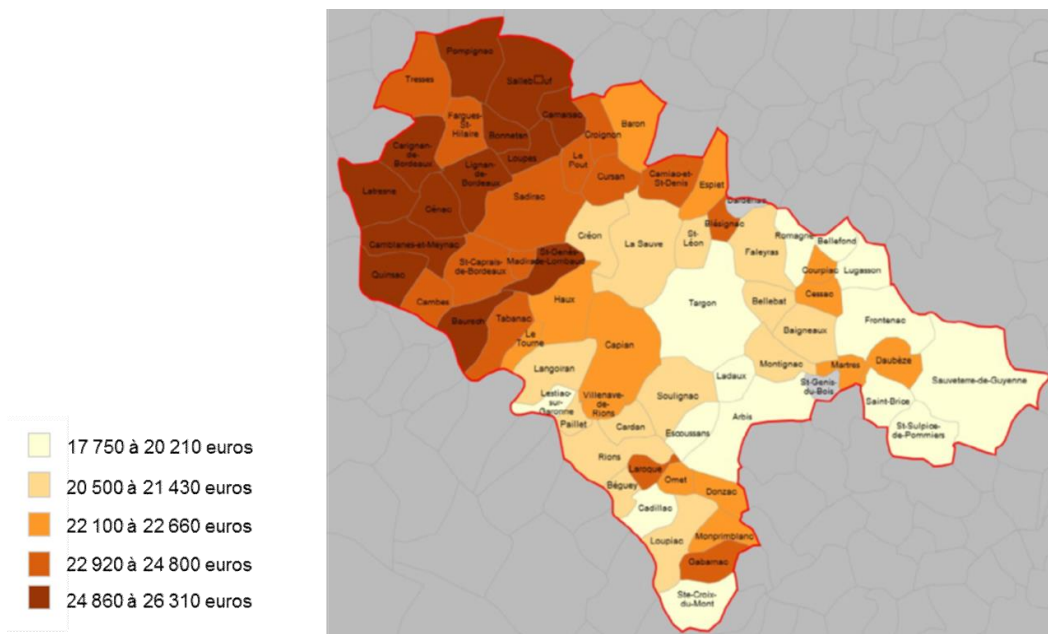 Pompignac
Tresses
Camarsac
Fargues-
St-
Hilaire
Baron
Croignon
Bonnetan
Carignan-
de-
Bordeaux
Loupes
Le
Pout
Lignan-
de-
Bordeaux
Cursan
Camiac-et-
St-Denis
Espiet
Latresne
Sadirac
Cénac
Blésignac
Créon
La Sauve
St-
Léon
Romagne
Bellefond
Faleyras
Camblanes-et-Meynac
St-Genès-
de-Lombaud
Madirac
St-Caprais-
de-Bordeaux
Courpiac
Lugasson
Quinsac
Cessac
Cambes
Haux
Targon
Bellebat
Baurech
Tabanac
Frontenac
Baigneaux
Le
Tourne
Capian
Langoiran
Montignac
Martres
Daubèze
Ladaux
St-Genis-
du-Bois
Sauveterre-de-Guyenne
Villenave-
de-
Rions
Soulignac
Saint-Brice
sur-
Garonne
Paillet
Cardan
Escoussans
Arbis
St-Sulpice-
de-Pommiers
Rions
Laroque
Omet
Béguey
Donzac
Cadillac
Loupiac
Monprimblanc
Gabarnac
Ste-Croix-
du-Mont
17 750 à 20 210 euros
20 500 à 21 430 euros
22 100 à 22 660 euros
22 920 à 24 800 euros
24 860 à 26 310 euros